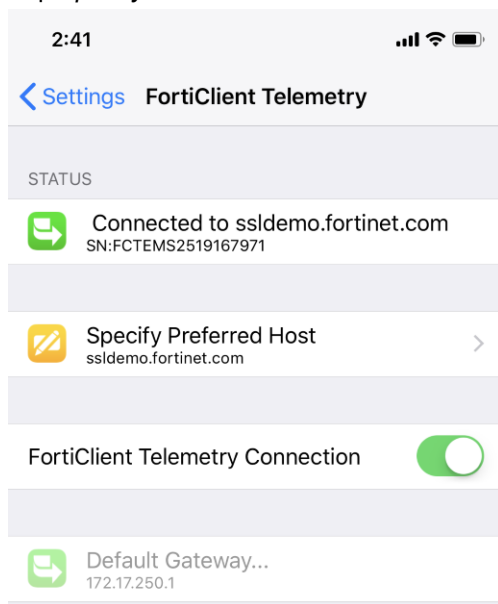 2:41
Settings FortiClient Telemetry
STATUS
Connected to ssldemo.fortinet.com
SN:FCTEMS2519167971
Specify Preferred Host
ssldemo.fortinet.com
FortiClient Telemetry Connection
Default Gateway...
172.17.250.1